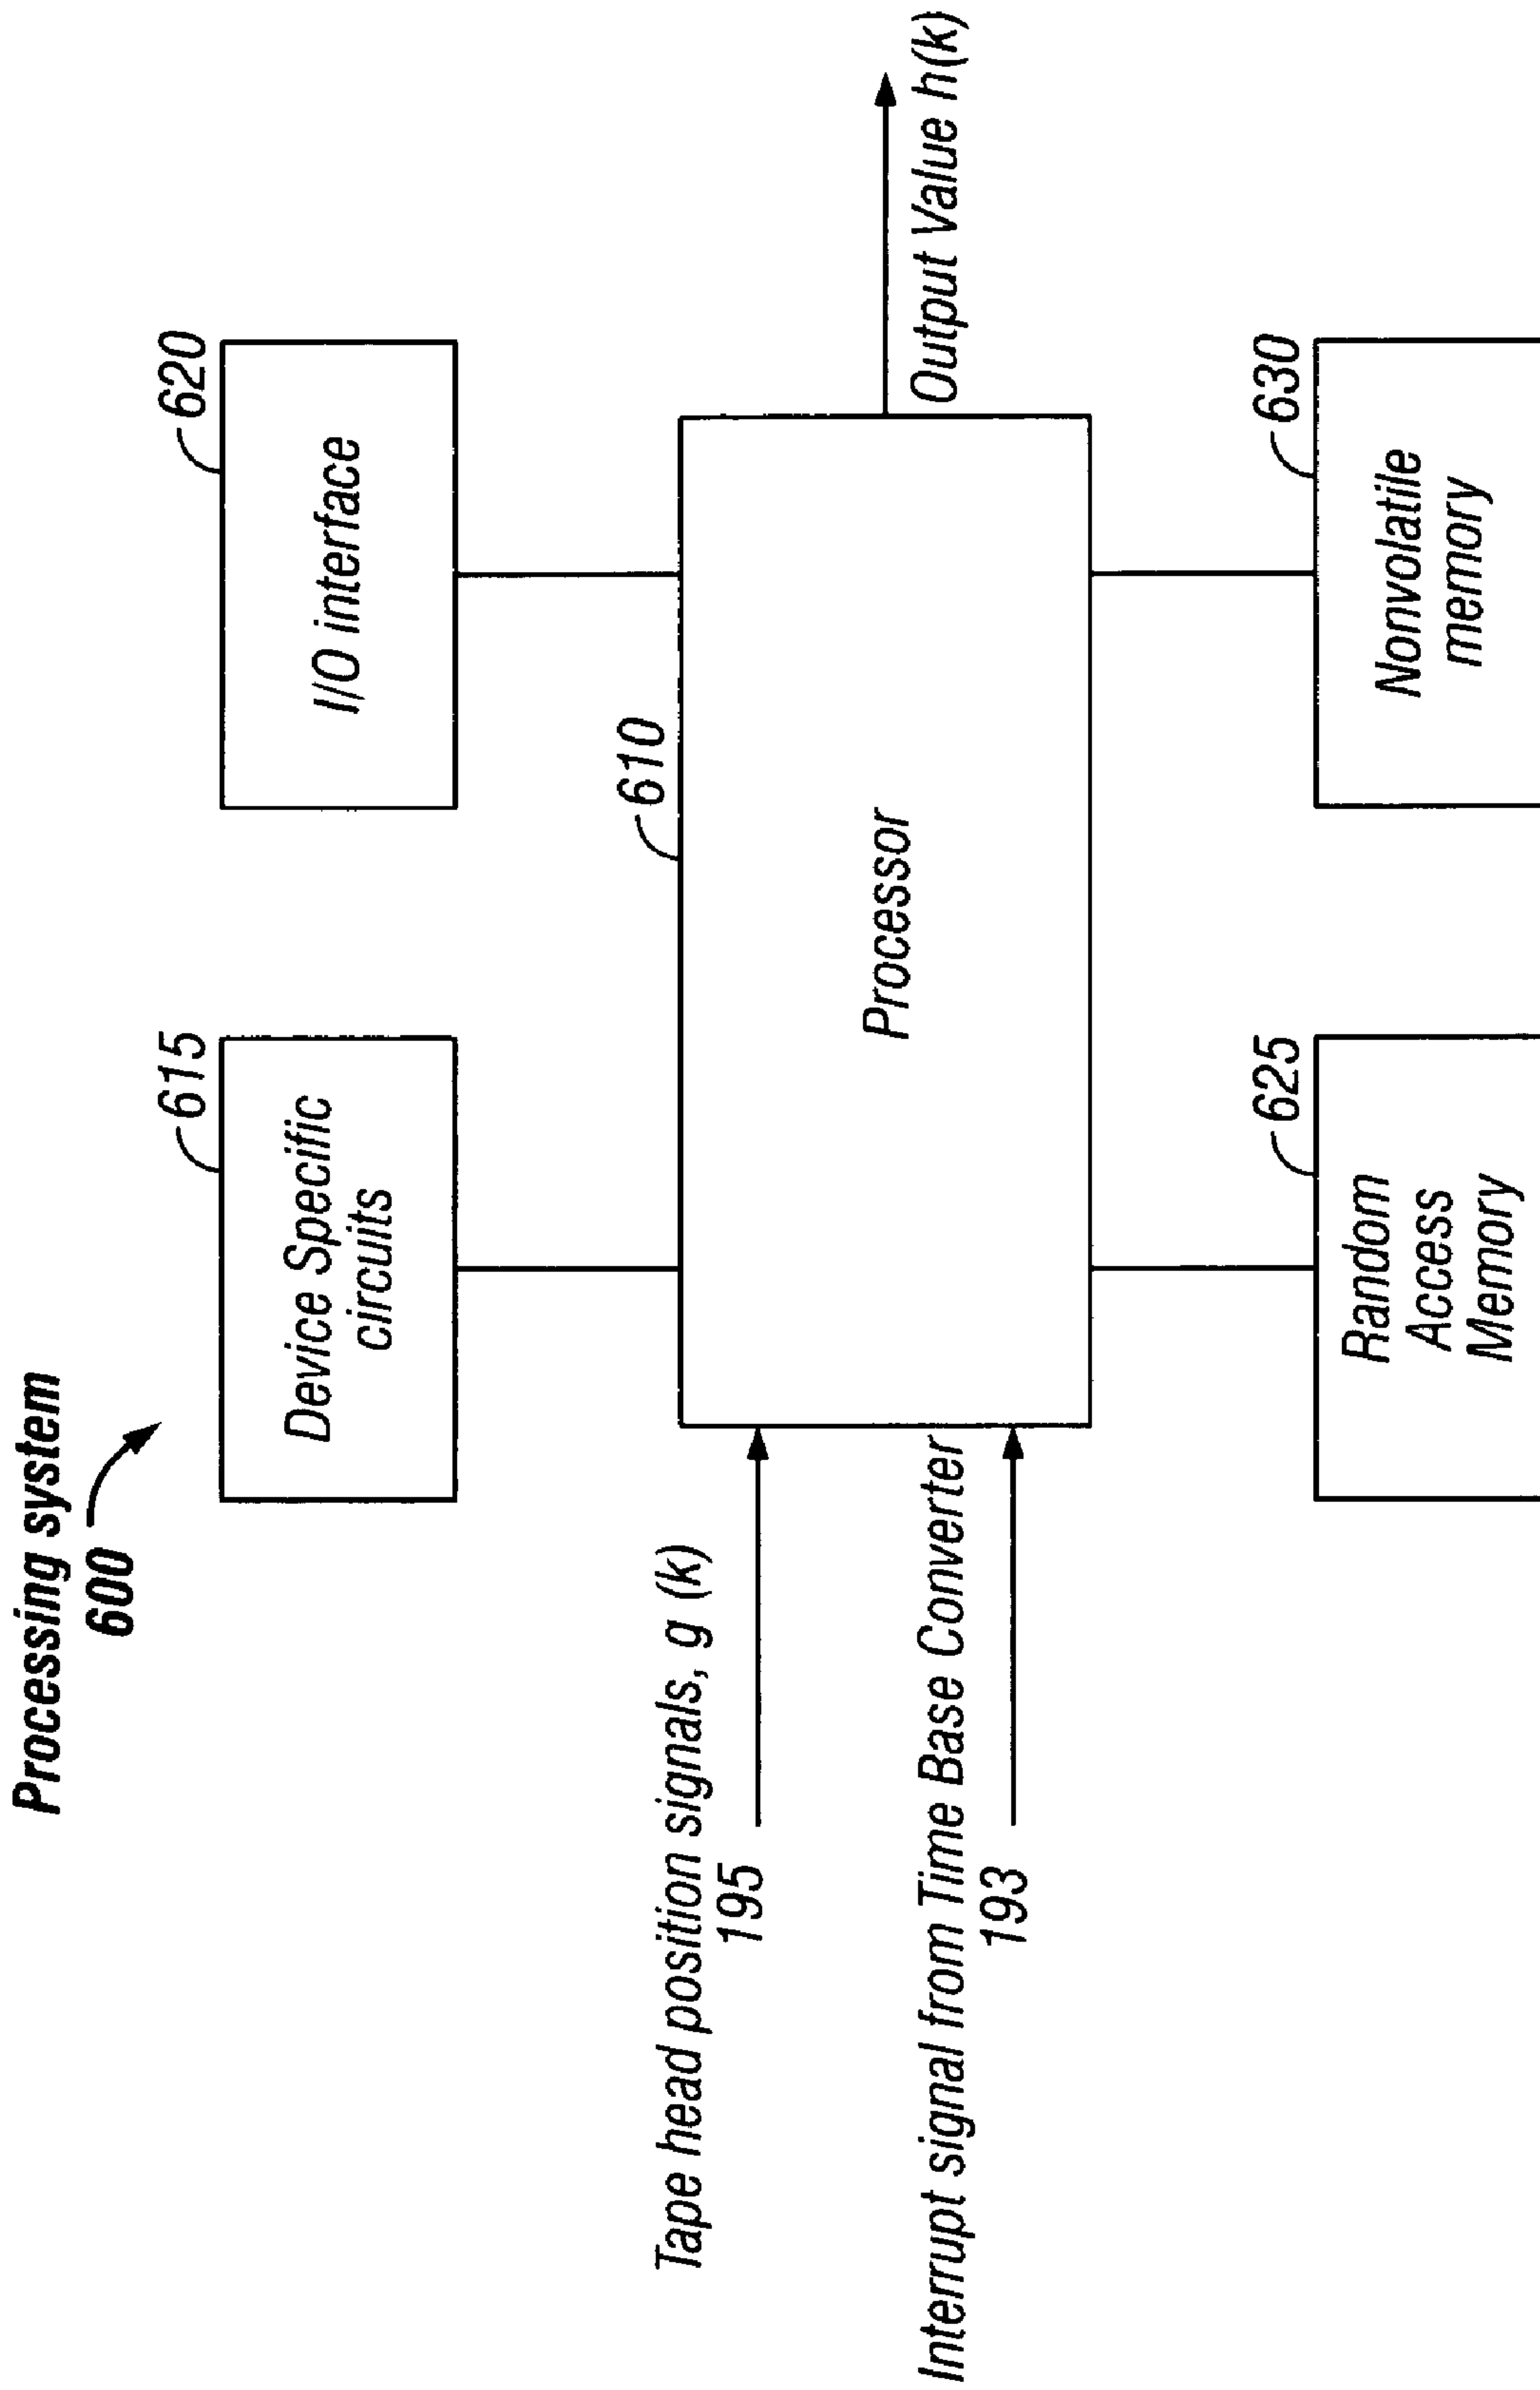 Processing system
600
615
620
Device Specific
circuits
I/O interface
610
Tape head position signals, g (k)
195
Processor
Output Value h(k)
Interrupt signal from Time Base Converter
193
625
630
Random
Access
Memory
Nonvolatile
memory